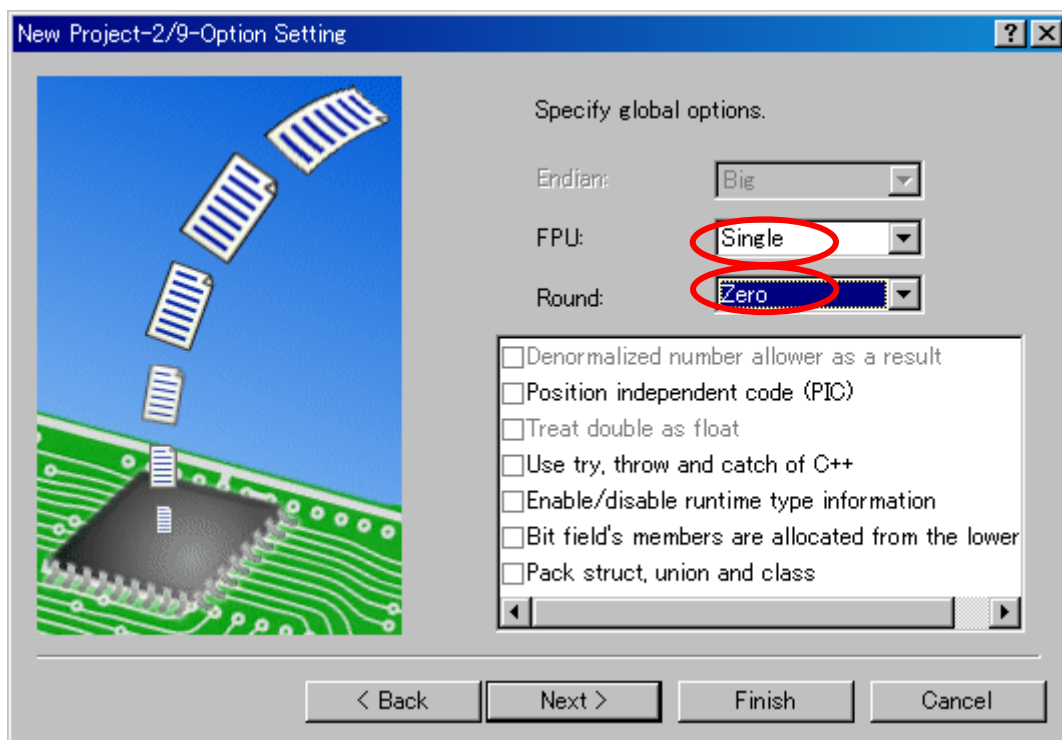 New Project-2/9-Option Setting
Specify global options.
Endian: Big
FPU: Single
Round: Zero
Denormalized number allower as a result
Position independent code (PIC)
Treat double as float
Use try, throw and catch of C++
Enable/disable runtime type information
Bit field's members are allocated from the lower
Pack struct, union and class
< Back Next > Finish Cancel